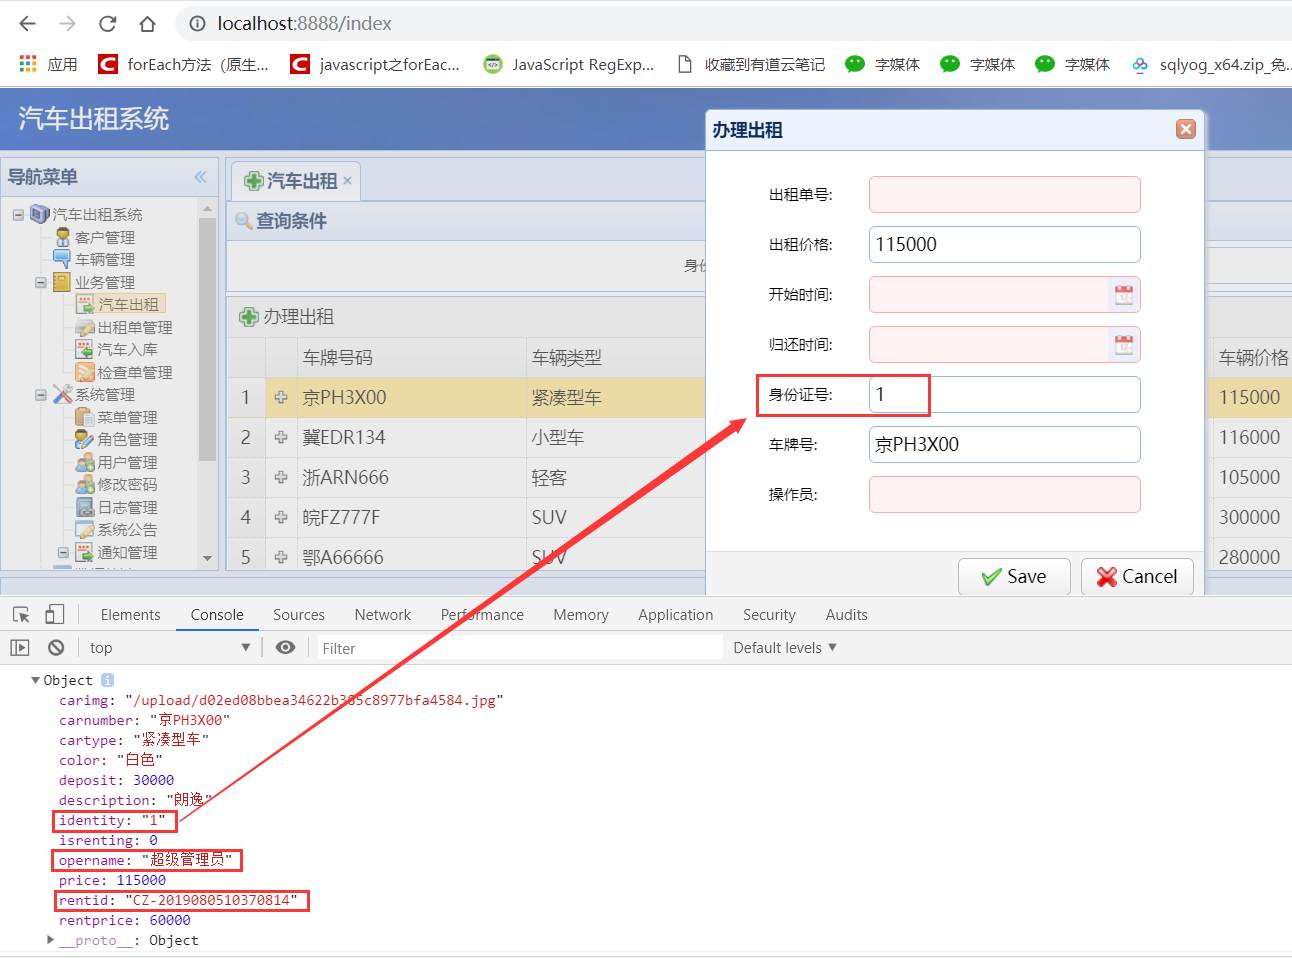 localhost:8888/index
应用 forEach方法（原生... javascript之forEac... JavaScript RegExp... 收藏到有道云笔记 字媒体 字媒体 字媒体 sqlyog_x64.zip_免...
汽车出租系统
导航菜单
汽车出租系统
客户管理
车辆管理
业务管理
汽车出租
出租单管理
汽车入库
检查单管理
系统管理
菜单管理
角色管理
用户管理
修改密码
日志管理
系统公告
通知管理
汽车出租
查询条件
办理出租
车牌号码 车辆类型 车辆价格
1 京PH3X00 紧凑型车 115000
2 冀EDR134 小型车 116000
3 浙ARN666 轻客 105000
4 皖FZ777F SUV 300000
5 鄂A66666 SUV 280000
办理出租
出租单号:
出租价格: 115000
开始时间:
归还时间:
身份证号: 1
车牌号: 京PH3X00
操作员:
Save Cancel
Elements Console Sources Network Performance Memory Application Security Audits
top Filter Default levels
Object
carimg: "/upload/d02ed08bbea34622b385c8977bfa4584.jpg"
carnumber: "京PH3X00"
cartype: "紧凑型车"
color: "白色"
deposit: 30000
description: "朗逸"
identity: "1"
isrenting: 0
opername: "超级管理员"
price: 115000
rentid: "CZ-2019080510370814"
rentprice: 60000
__proto__: Object